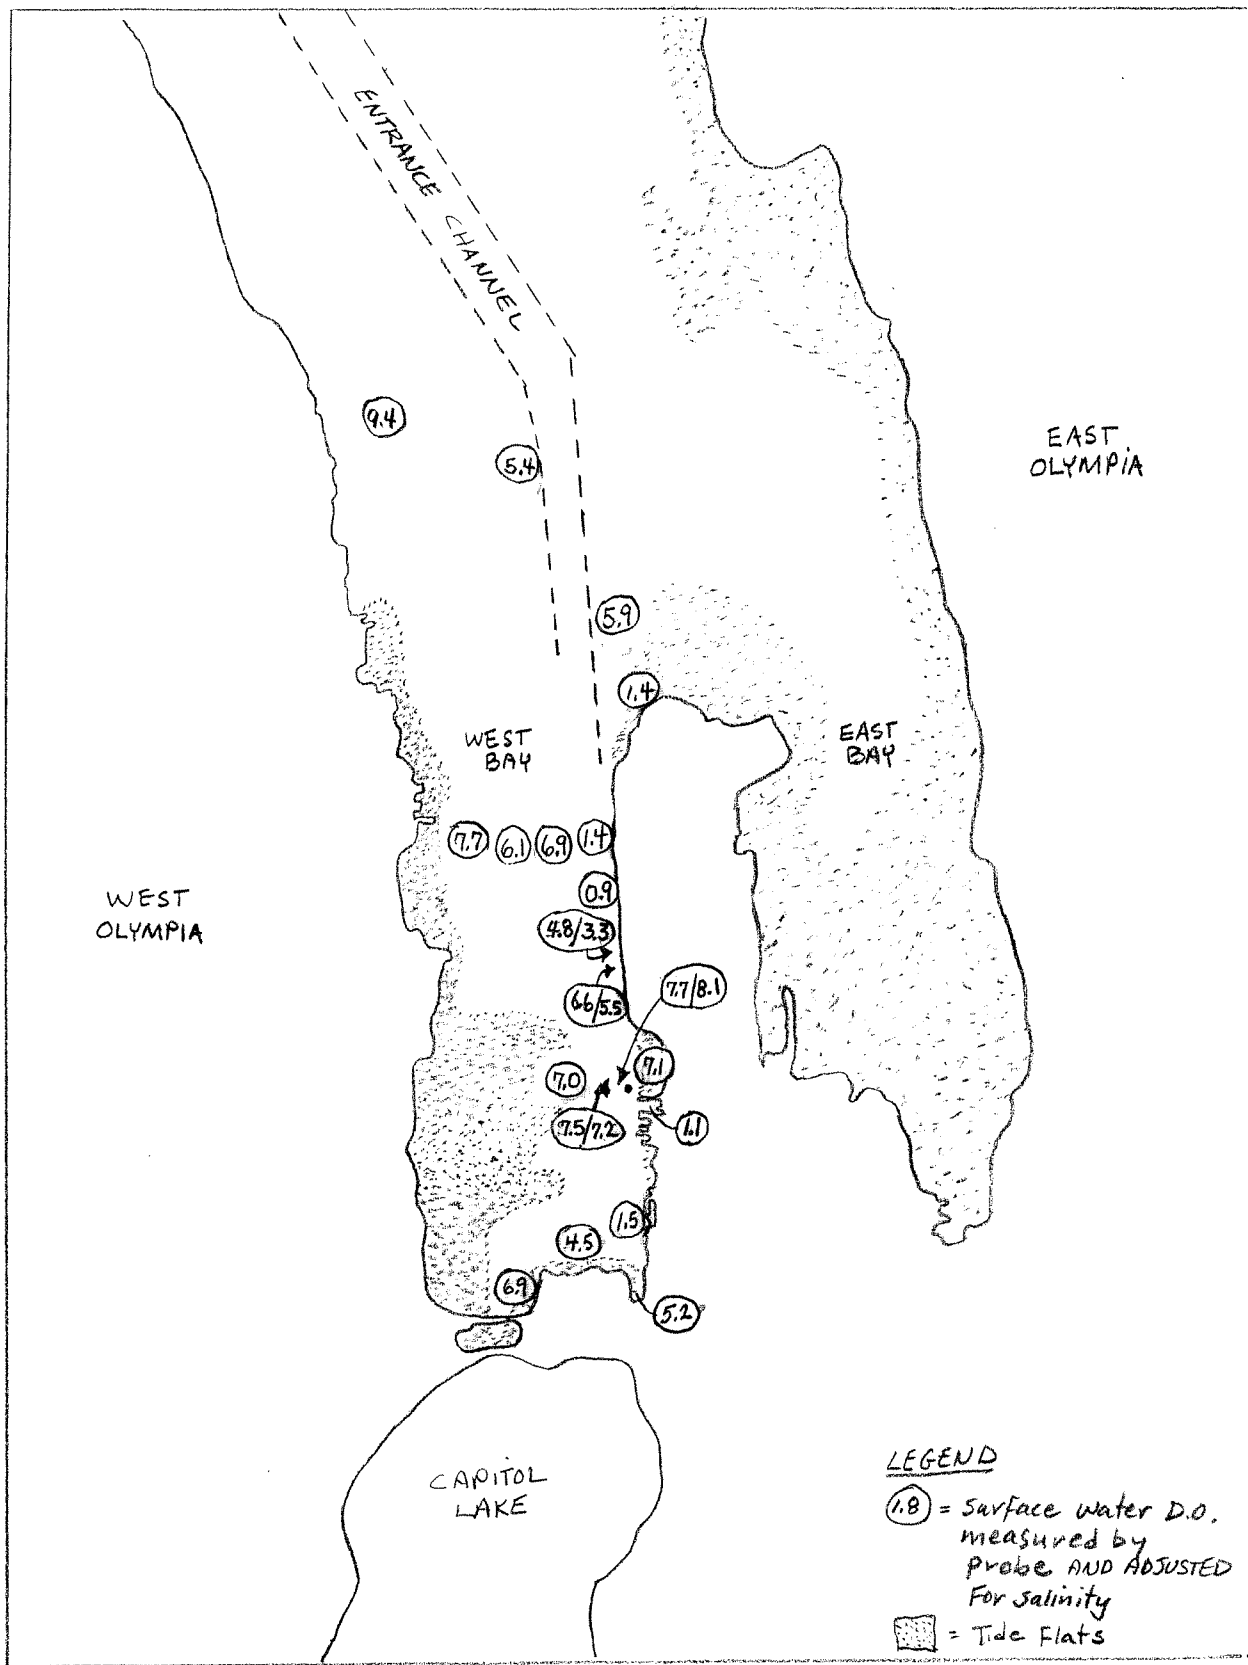 ENTRANCE CHANNEL
9.4
5.4
EAST
OLYMPIA
5.9
1.4
WEST
BAY
EAST
BAY
7.7
6.1
6.9
1.4
0.9
WEST
OLYMPIA
4.8/3.3
7.7/8.1
6.6/5.5
7.0
7.1
7.5/7.2
1.1
1.5
4.5
6.9
5.2
CAPITOL
LAKE
LEGEND
1.8 = Surface water D.O.
measured by
probe AND ADJUSTED
For salinity
= Tide Flats